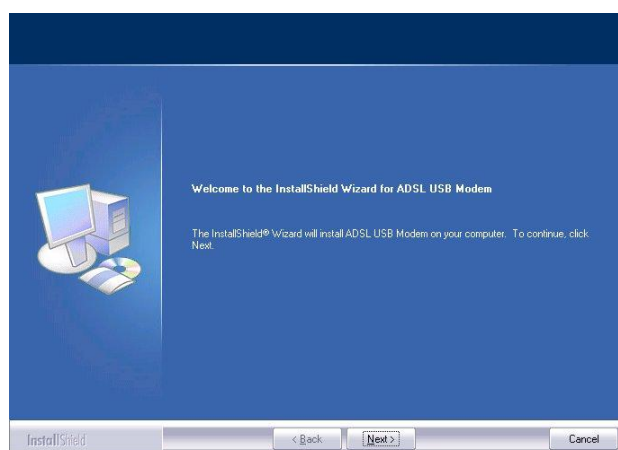 Welcome to the InstallShield Wizard for ADSL USB Modem
The InstallShield® Wizard will install ADSL USB Modem on your computer. To continue, click
Next.
InstallShield
< Back
Next >
Cancel